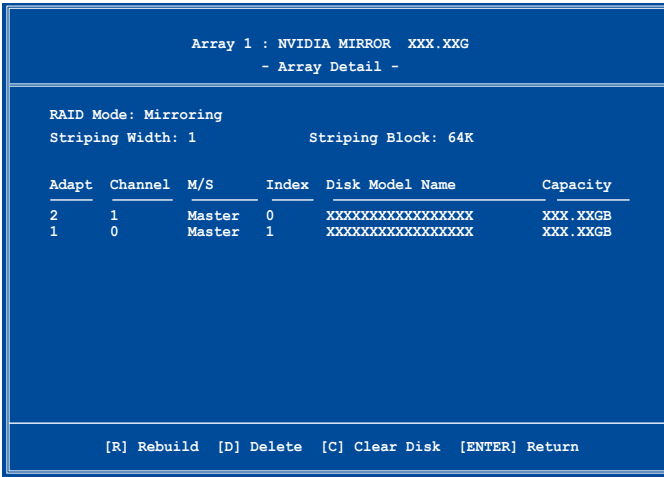 Array 1 : NVIDIA MIRROR XXX.XXG
- Array Detail -
RAID Mode: Mirroring
Striping Width: 1 Striping Block: 64K
Adapt Channel M/S Index Disk Model Name Capacity
2 1 Master 0 XXXXXXXXXXXXXXXXX XXX.XXGB
1 0 Master 1 XXXXXXXXXXXXXXXXX XXX.XXGB
[R] Rebuild [D] Delete [C] Clear Disk [ENTER] Return